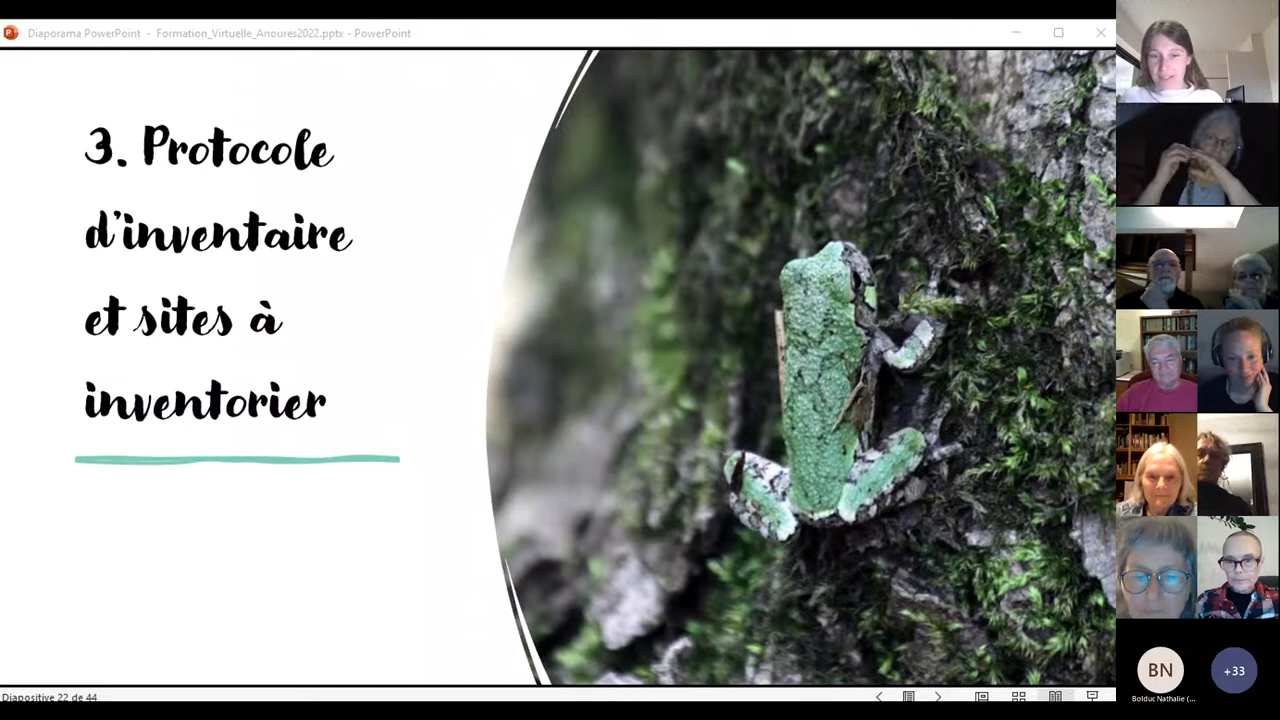 Diaporama PowerPoint - Formation_Virtuelle_Anoures2022.pptx - PowerPoint
3. Protocole
d'inventaire
et sites à
inventorier
Diapositive 22 de 44
BN
Bolduc Nathalie (...
+33